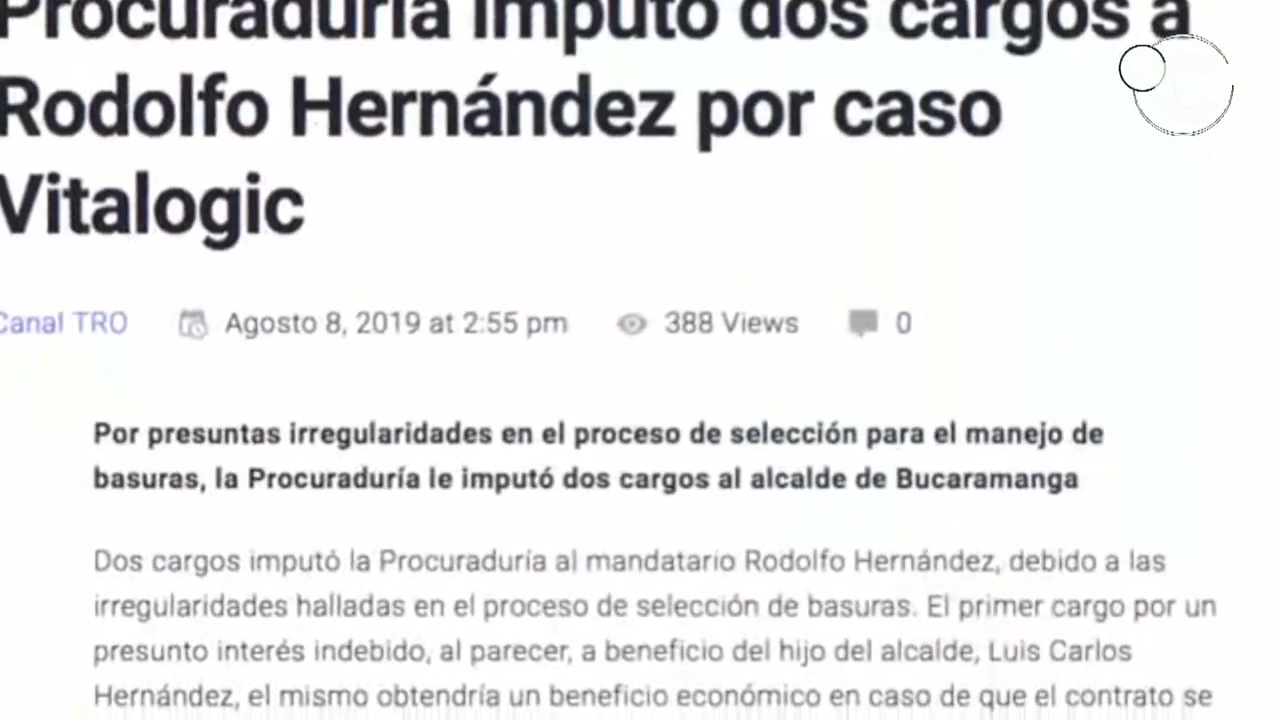 Procuraduría imputó dos cargos a
Rodolfo Hernández por caso
Vitalogic
Canal TRO Agosto 8, 2019 at 2:55 pm 388 Views 0
Por presuntas irregularidades en el proceso de selección para el manejo de
basuras, la Procuraduría le imputó dos cargos al alcalde de Bucaramanga
Dos cargos imputó la Procuraduría al mandatario Rodolfo Hernández, debido a las
irregularidades halladas en el proceso de selección de basuras. El primer cargo por un
presunto interés indebido, al parecer, a beneficio del hijo del alcalde, Luis Carlos
Hernández, el mismo obtendría un beneficio económico en caso de que el contrato se